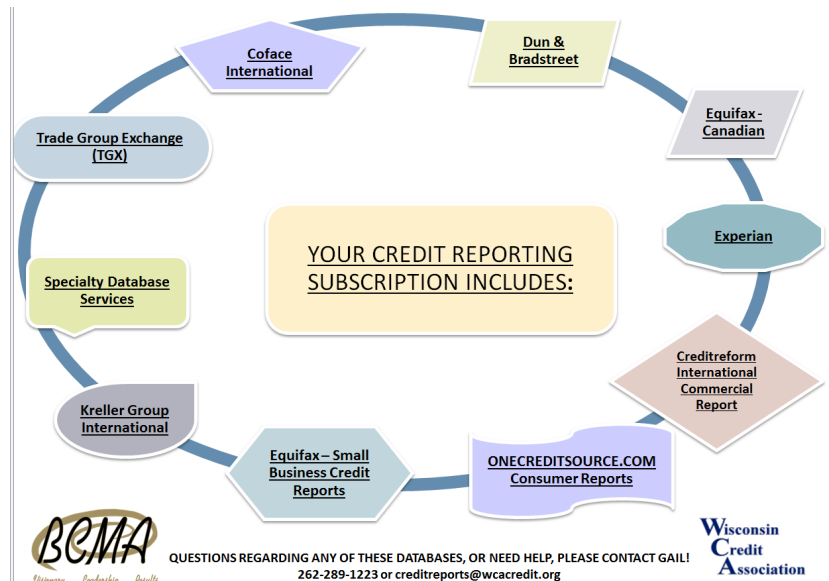 Coface
International
Dun &
Bradstreet
Equifax-
Canadian
Trade Group Exchange
(TGX)
Experian
YOUR CREDIT REPORTING
SUBSCRIPTION INCLUDES:
Specialty Database
Services
Creditreform
International
Commercial
Report
Kreller Group
International
Equifax – Small
Business Credit
Reports
ONECREDITSOURCE.COM
Consumer Reports
BCMA
Visionary Leadership Results
QUESTIONS REGARDING ANY OF THESE DATABASES, OR NEED HELP, PLEASE CONTACT GAIL!
262-289-1223 or creditreports@wcacredit.org
Wisconsin
Credit
Association